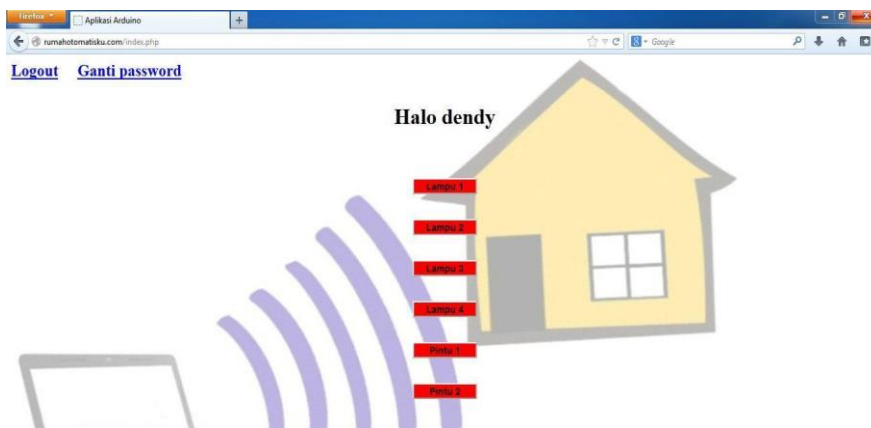 Firefox
Aplikasi Arduino
rumahotomatisku.com/index.php
Google
Logout Ganti password
Halo dendy
Lampu 1
Lampu 2
Lampu 3
Lampu 4
Pintu 1
Pintu 2